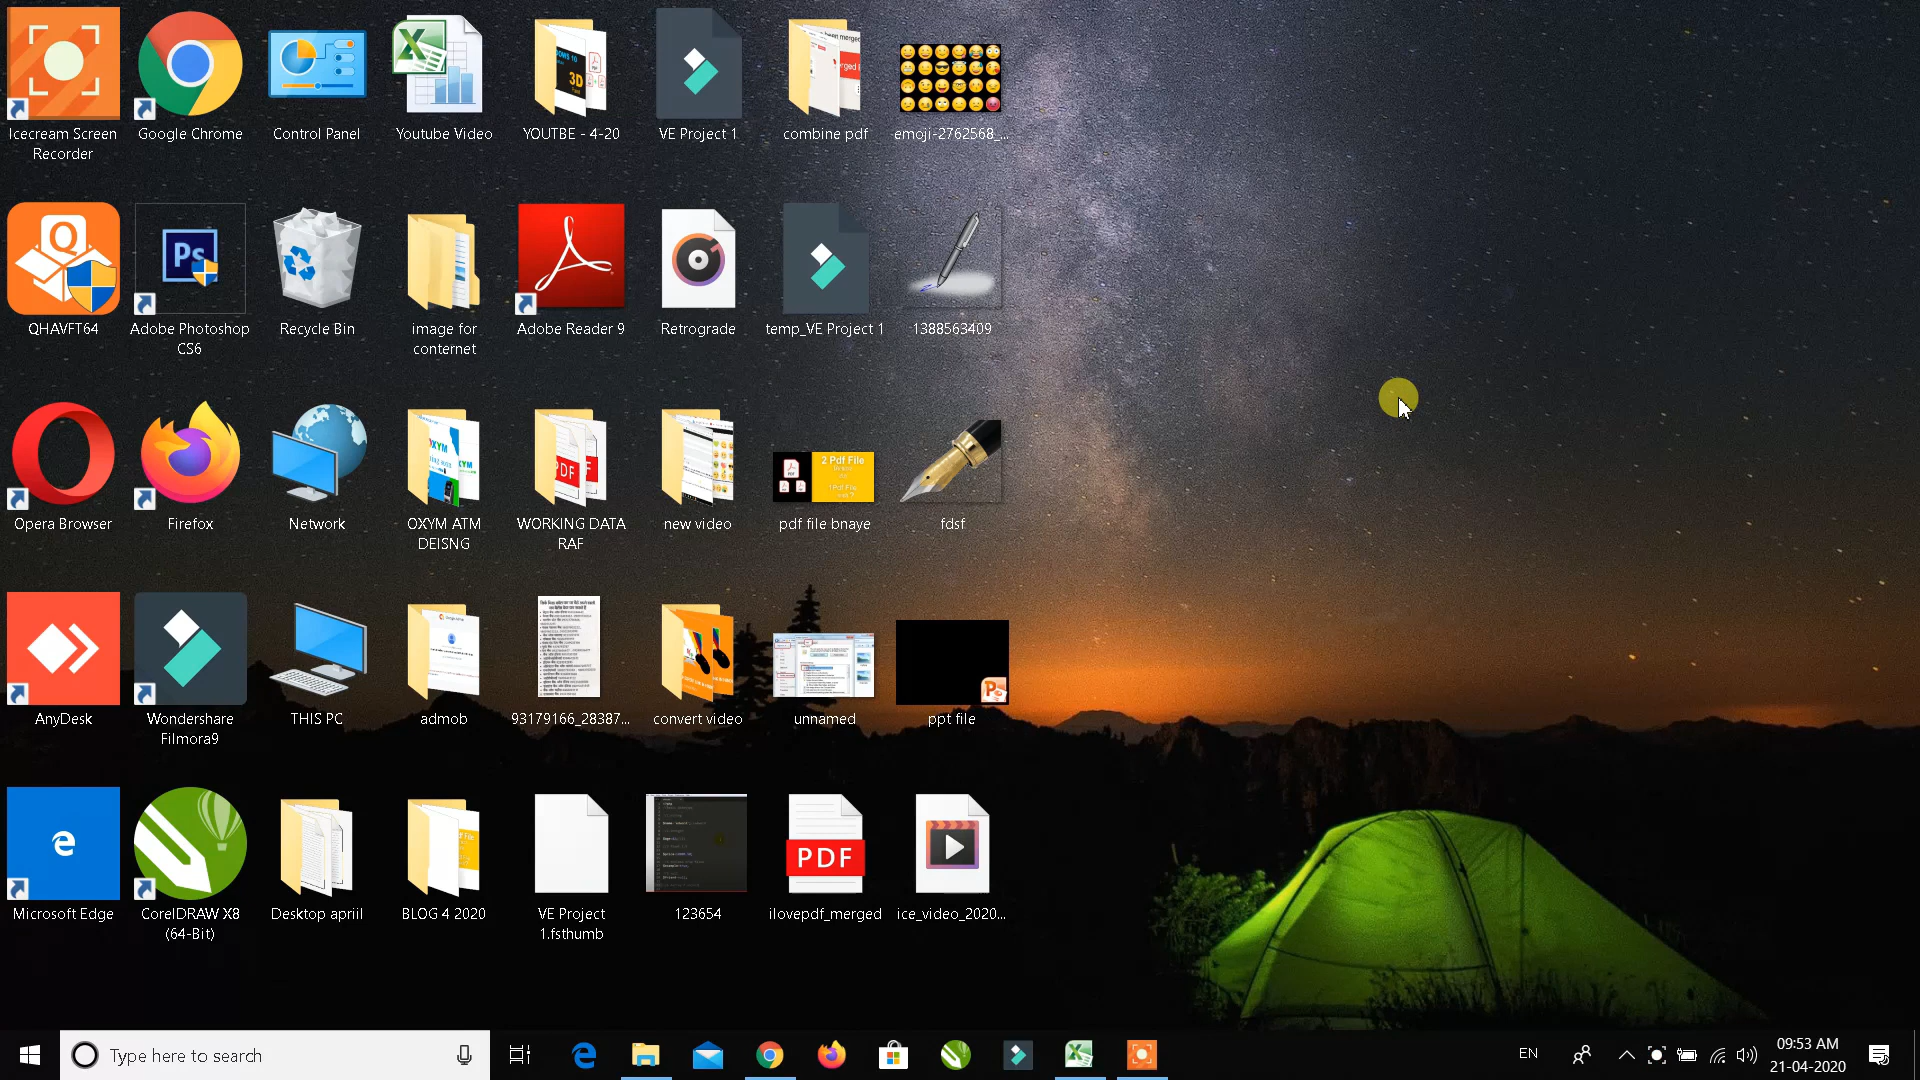 Icecream Screen
Recorder
Google Chrome
Control Panel
Youtube Video
YOUTBE - 4-20
VE Project 1
combine pdf
emoji-2762568_...
QHAVFT64
Adobe Photoshop
CS6
Recycle Bin
image for
conternet
Adobe Reader 9
Retrograde
temp_VE Project 1
1388563409
Opera Browser
Firefox
Network
OXYM ATM
DEISNG
WORKING DATA
RAF
new video
2 Pdf File
pdf file bnaye
fdsf
AnyDesk
Wondershare
Filmora9
THIS PC
admob
93179166_28387...
convert video
unnamed
ppt file
Microsoft Edge
CorelDRAW X8
(64-Bit)
Desktop apriil
BLOG 4 2020
VE Project
1.fsthumb
123654
PDF
ilovepdf_merged
ice_video_2020...
Type here to search
EN
09:53 AM
21-04-2020